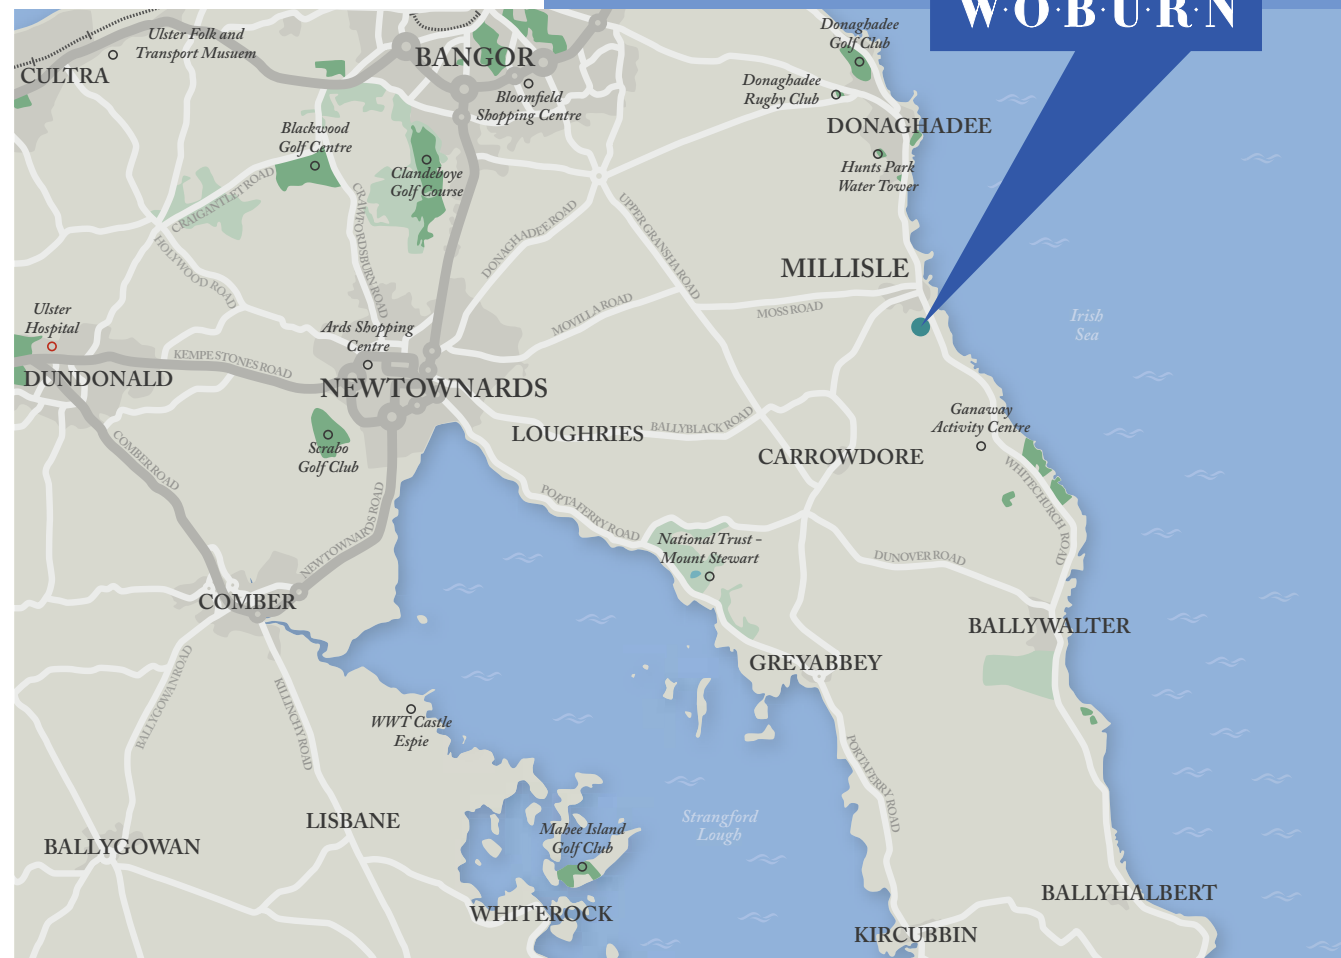 W·O·B·U·R·N
Donaghadee
Golf Club
Ulster Folk and
Transport Musuem
CULTRA
BANGOR
Bloomfield
Shopping Centre
Donaghadee
Rugby Club
DONAGHADEE
Blackwood
Golf Centre
Clandeboye
Golf Course
Hunts Park
Water Tower
CRAIGANTLET ROAD
CRAWFORDSBURN ROAD
HOLYWOOD ROAD
DONAGHADEE ROAD
UPPER GRANSHA ROAD
MILLISLE
MOVILLA ROAD
MOSS ROAD
Irish
Sea
Ulster
Hospital
Ards Shopping
Centre
KEMPE STONES ROAD
DUNDONALD
NEWTOWNARDS
LOUGHRIES
BALLYBLACK ROAD
Ganaway
Activity Centre
CARROWDORE
Scrabo
Golf Club
COMBER ROAD
NEWTOWNARDS ROAD
PORTAFERRY ROAD
WHITECHURCH ROAD
National Trust -
Mount Stewart
DUNOVER ROAD
COMBER
BALLYWALTER
GREYABBEY
BALLYGOWAN ROAD
KILLINCHY ROAD
WWT Castle
Espie
PORTAFERRY ROAD
Strangford
Lough
LISBANE
Mahee Island
Golf Club
BALLYGOWAN
WHITEROCK
BALLYHALBERT
KIRCUBBIN